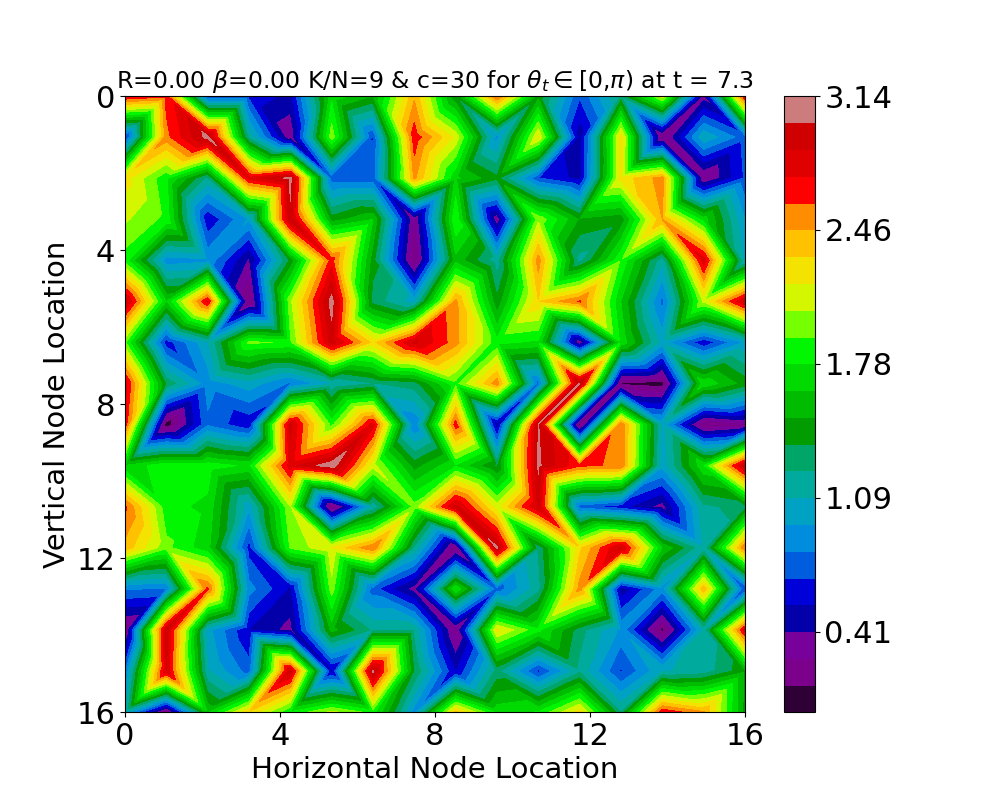 R=0.00 β=0.00 K/N=9 & c=30 for θ_t ∈ [0,π) at t = 7.3
0
4
8
12
16
Vertical Node Location
0 4 8 12 16
Horizontal Node Location
3.14
2.46
1.78
1.09
0.41